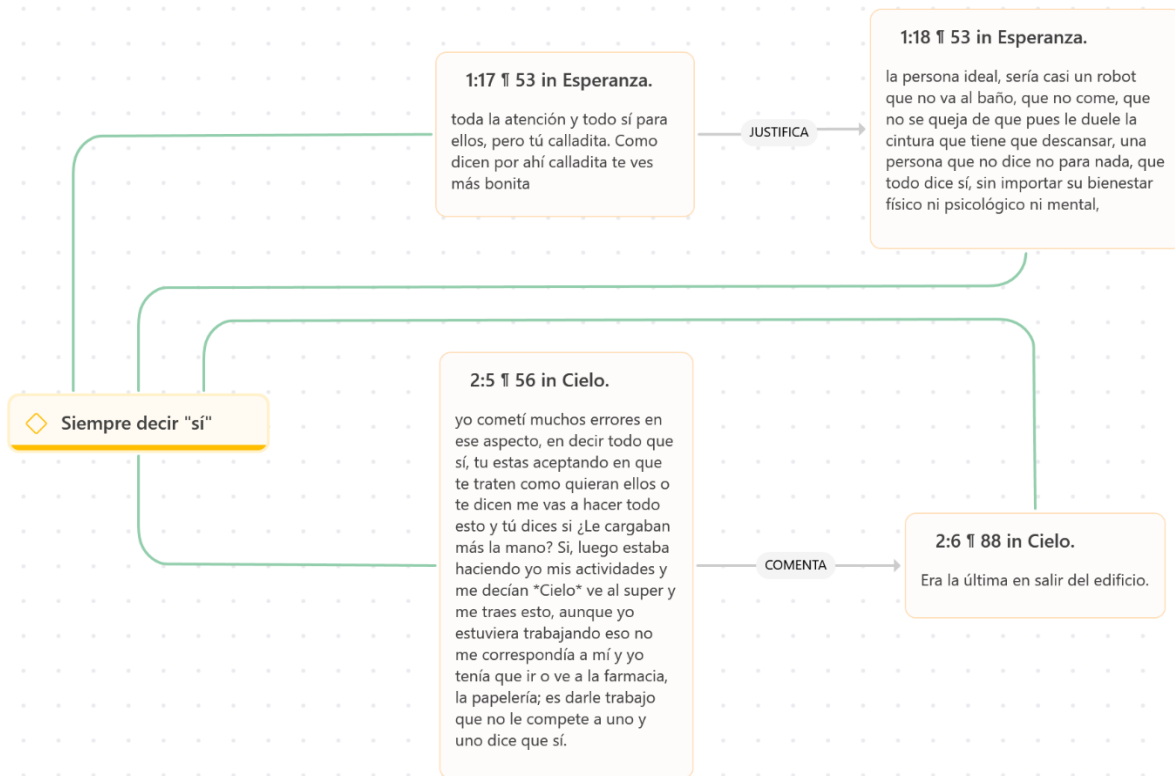 1:17 ¶ 53 in Esperanza.
toda la atención y todo sí para
ellos, pero tú calladita. Como
dicen por ahí calladita te ves
más bonita
JUSTIFICA
1:18 ¶ 53 in Esperanza.
la persona ideal, sería casi un robot
que no va al baño, que no come, que
no se queja de que pues le duele la
cintura que tiene que descansar, una
persona que no dice no para nada, que
todo dice sí, sin importar su bienestar
físico ni psicológico ni mental,
Siempre decir "sí"
2:5 ¶ 56 in Cielo.
yo cometí muchos errores en
ese aspecto, en decir todo que
sí, tu estas aceptando en que
te traten como quieran ellos o
te dicen me vas a hacer todo
esto y tú dices si ¿Le cargaban
más la mano? Si, luego estaba
haciendo yo mis actividades y
me decían *Cielo* ve al super y
me traes esto, aunque yo
estuviera trabajando eso no
me correspondía a mí y yo
tenía que ir o ve a la farmacia,
la papelería; es darle trabajo
que no le compete a uno y
uno dice que sí.
COMENTA
2:6 ¶ 88 in Cielo.
Era la última en salir del edificio.